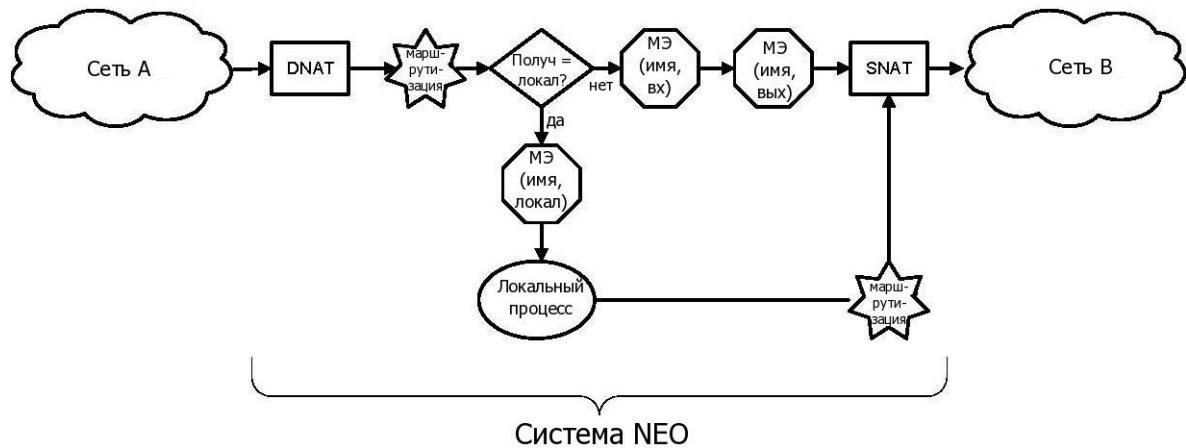 Сеть А
DNAT
марш-
рути-
зация
Получ =
локал?
нет
да
МЭ
(имя,
вх)
МЭ
(имя,
вых)
SNAT
Сеть В
МЭ
(имя,
локал)
Локальный
процесс
марш-
рути-
зация
Система NEO